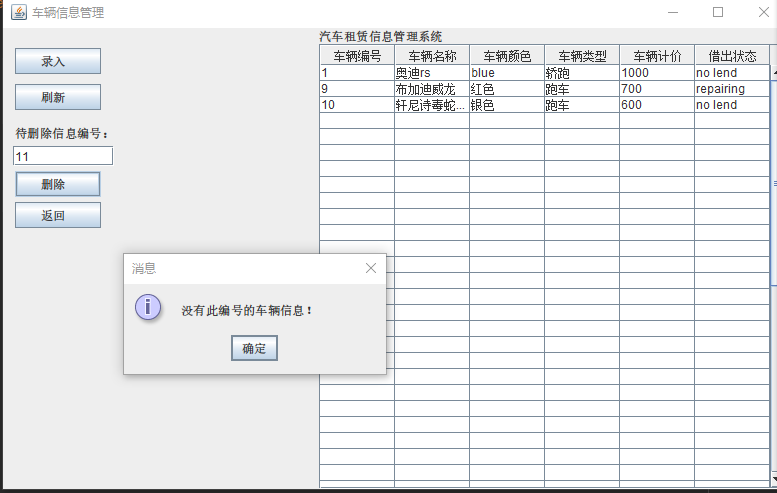 车辆信息管理
汽车租赁信息管理系统
录入
刷新
待删除信息编号：
11
删除
返回
车辆编号 车辆名称 车辆颜色 车辆类型 车辆计价 借出状态
1 奥迪rs blue 轿跑 1000 no lend
9 布加迪威龙 红色 跑车 700 repairing
10 轩尼诗毒蛇... 银色 跑车 600 no lend
消息
没有此编号的车辆信息！
确定